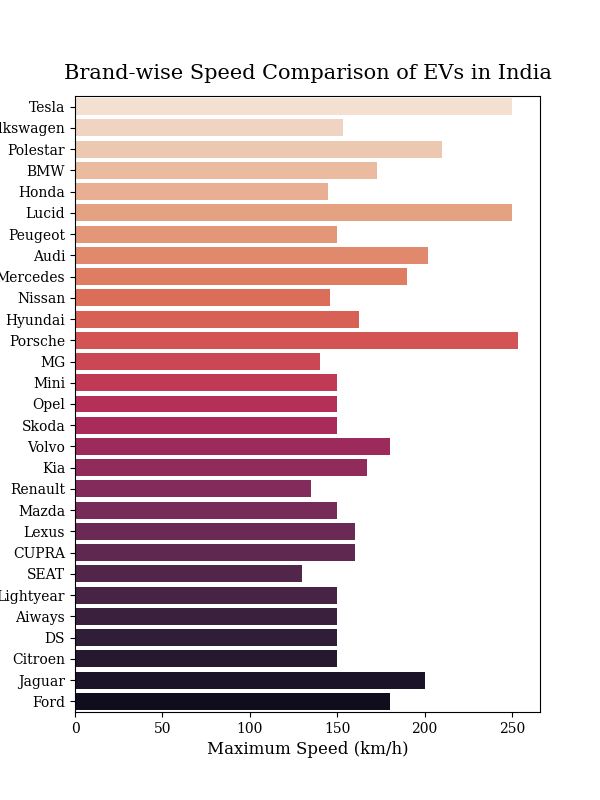 Brand-wise Speed Comparison of EVs in India
Tesla
lkswagen
Polestar
BMW
Honda
Lucid
Peugeot
Audi
Mercedes
Nissan
Hyundai
Porsche
MG
Mini
Opel
Skoda
Volvo
Kia
Renault
Mazda
Lexus
CUPRA
SEAT
Lightyear
Aiways
DS
Citroen
Jaguar
Ford
0 50 100 150 200 250
Maximum Speed (km/h)